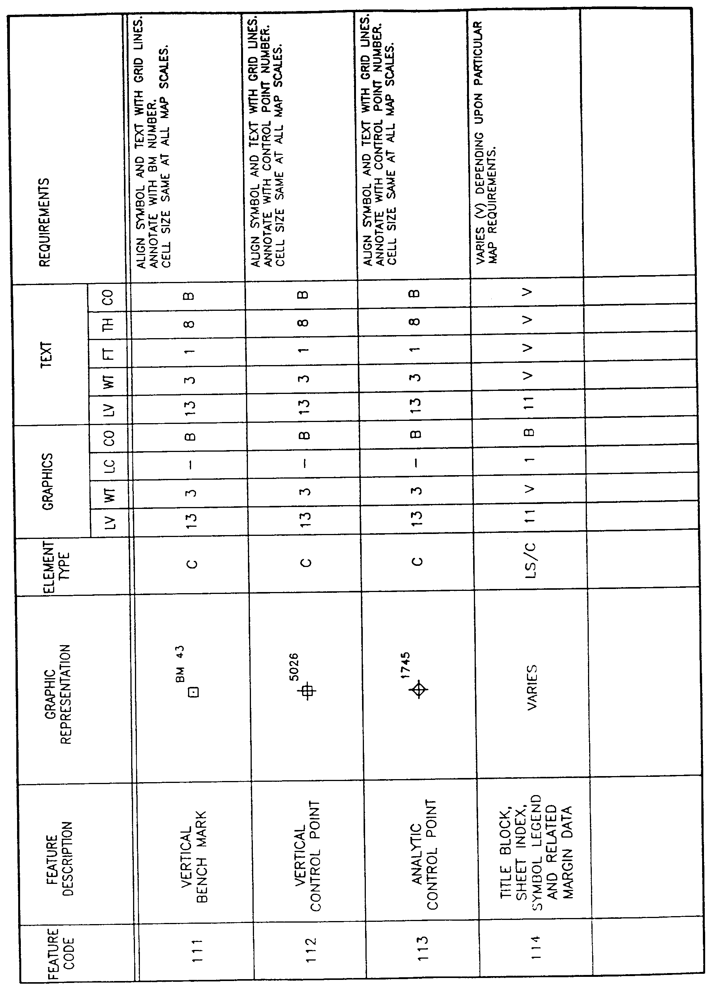 FEATURE CODE
FEATURE DESCRIPTION
GRAPHIC REPRESENTATION
ELEMENT TYPE
GRAPHICS
TEXT
REQUIREMENTS
LV WT LC CO LV WT FT TH CO
111
VERTICAL
BENCH MARK
BM 43
C
13 3 – B 13 3 1 8 B
ALIGN SYMBOL AND TEXT WITH GRID LINES.
ANNOTATE WITH BM NUMBER.
CELL SIZE SAME AT ALL MAP SCALES.
112
VERTICAL
CONTROL POINT
5026
C
13 3 – B 13 3 1 8 B
ALIGN SYMBOL AND TEXT WITH GRID LINES.
ANNOTATE WITH CONTROL POINT NUMBER.
CELL SIZE SAME AT ALL MAP SCALES.
113
ANALYTIC
CONTROL POINT
1745
C
13 3 – B 13 3 1 8 B
ALIGN SYMBOL AND TEXT WITH GRID LINES.
ANNOTATE WITH CONTROL POINT NUMBER.
CELL SIZE SAME AT ALL MAP SCALES.
114
TITLE BLOCK,
SHEET INDEX,
SYMBOL LEGEND
AND RELATED
MARGIN DATA
VARIES
LS/C
11 V 1 B 11 V V V V
VARIES (V) DEPENDING UPON PARTICULAR
MAP REQUIREMENTS.